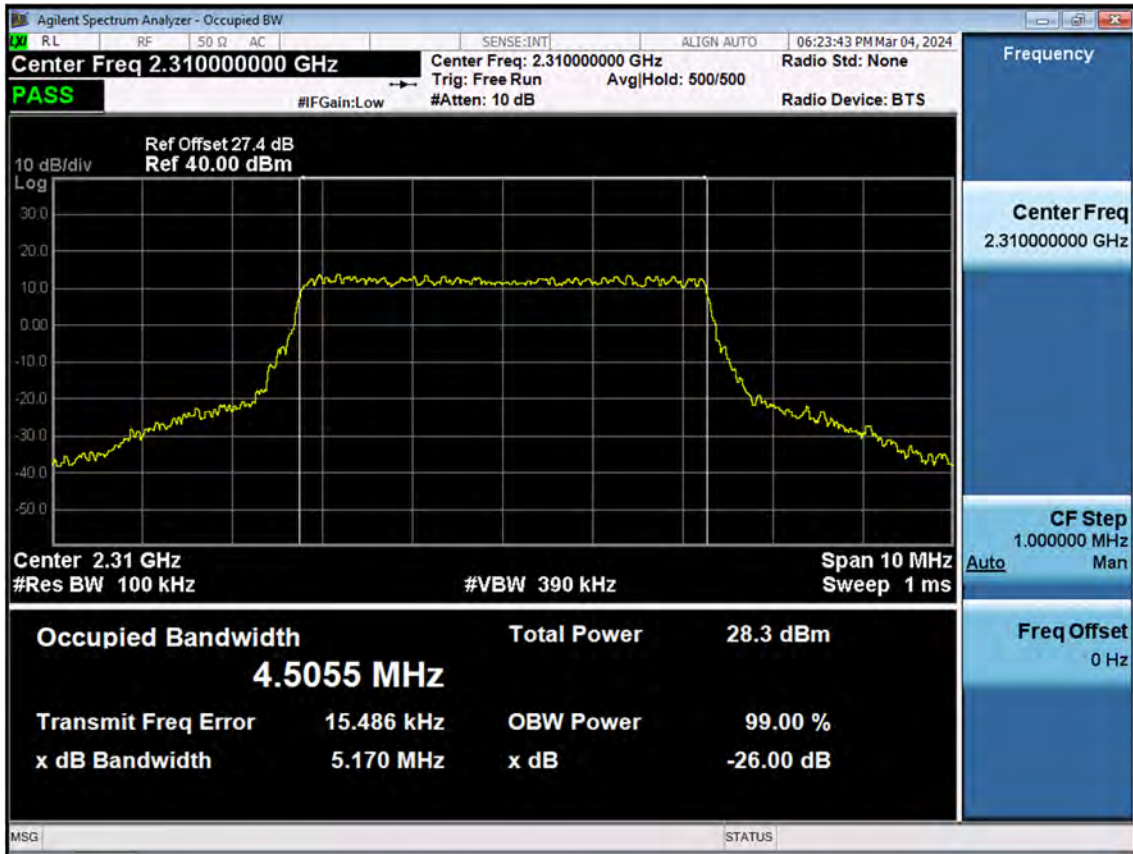 Agilent Spectrum Analyzer - Occupied BW
LXI RL RF 50 Ω AC SENSE:INT ALIGN AUTO 06:23:43 PM Mar 04, 2024
Center Freq 2.310000000 GHz
Center Freq: 2.310000000 GHz
Radio Std: None
Trig: Free Run Avg|Hold: 500/500
PASS
#IFGain:Low
#Atten: 10 dB
Radio Device: BTS
Ref Offset 27.4 dB
10 dB/div Ref 40.00 dBm
Log
30.0
20.0
10.0
0.00
-10.0
-20.0
-30.0
-40.0
-50.0
Center 2.31 GHz Span 10 MHz
#Res BW 100 kHz #VBW 390 kHz Sweep 1 ms
Occupied Bandwidth Total Power 28.3 dBm
4.5055 MHz
Transmit Freq Error 15.486 kHz OBW Power 99.00 %
x dB Bandwidth 5.170 MHz x dB -26.00 dB
MSG STATUS
Frequency
Center Freq
2.310000000 GHz
CF Step
1.000000 MHz
Auto Man
Freq Offset
0 Hz